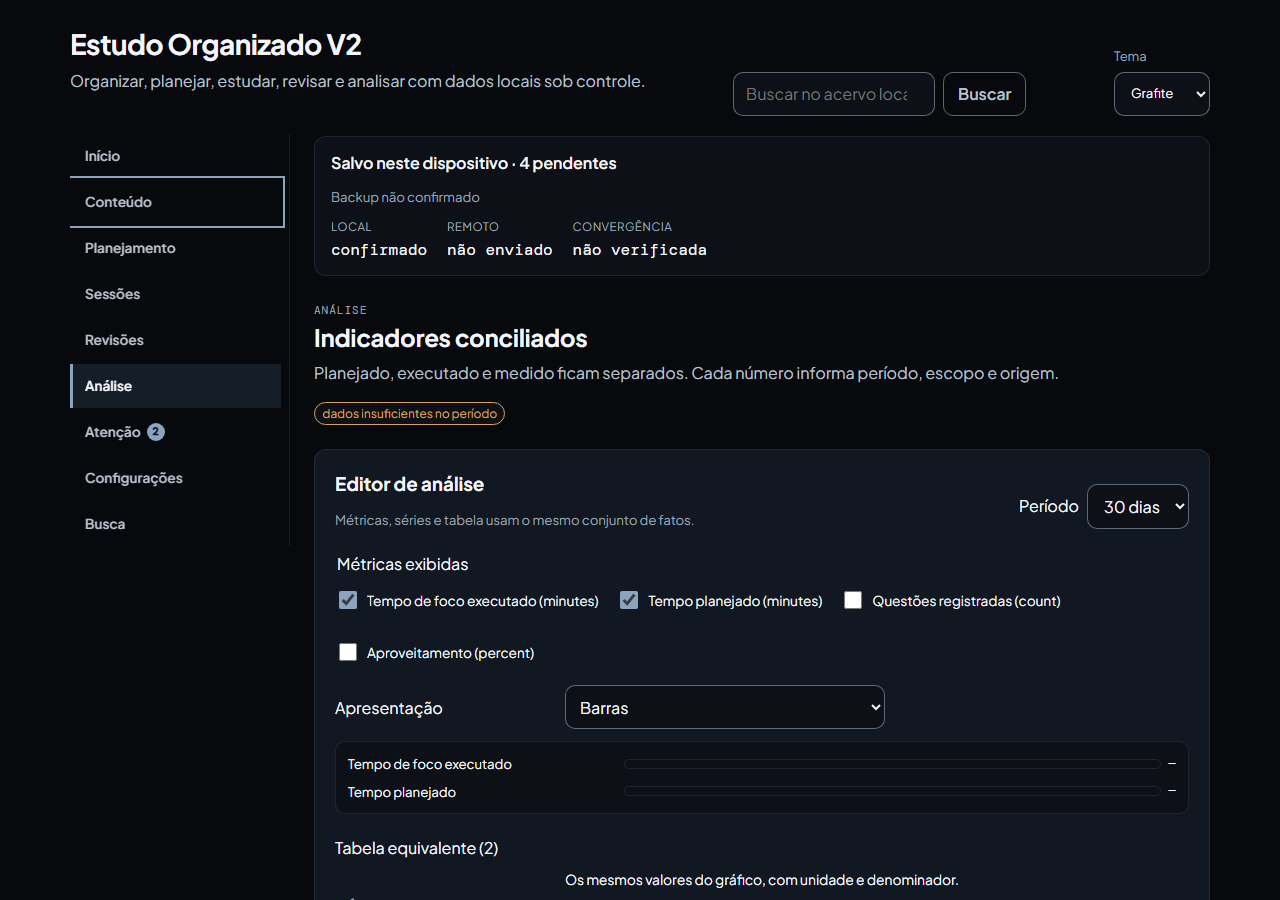 Estudo Organizado V2
Organizar, planejar, estudar, revisar e analisar com dados locais sob controle.
Buscar no acervo loca
Buscar
Tema
Grafite
Início
Conteúdo
Planejamento
Sessões
Revisões
Análise
Atenção 2
Configurações
Busca
Salvo neste dispositivo · 4 pendentes
Backup não confirmado
LOCAL REMOTO CONVERGÊNCIA
confirmado não enviado não verificada
ANÁLISE
Indicadores conciliados
Planejado, executado e medido ficam separados. Cada número informa período, escopo e origem.
dados insuficientes no período
Editor de análise
Métricas, séries e tabela usam o mesmo conjunto de fatos.
Período 30 dias
Métricas exibidas
Tempo de foco executado (minutes) Tempo planejado (minutes) Questões registradas (count)
Aproveitamento (percent)
Apresentação Barras
Tempo de foco executado –
Tempo planejado –
Tabela equivalente (2)
Os mesmos valores do gráfico, com unidade e denominador.